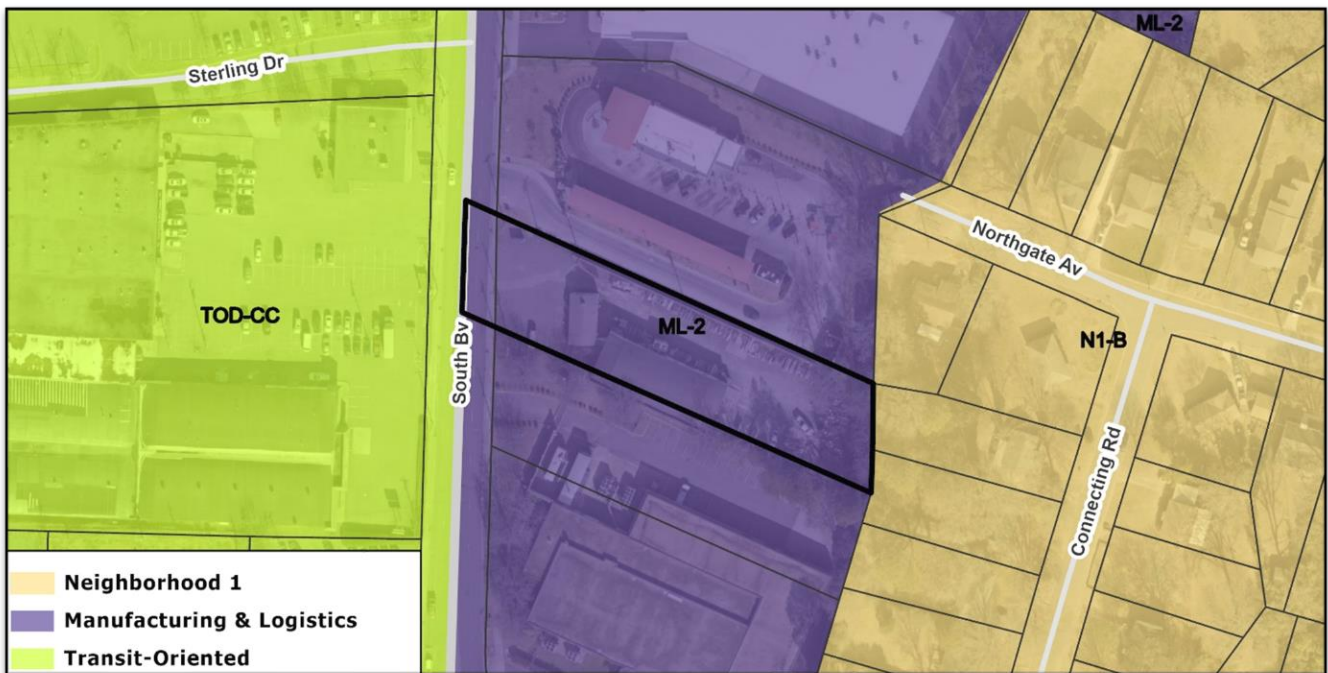 ML-2
Sterling Dr
Northgate Av
TOD-CC
ML-2
N1-B
South Bv
Connecting Rd
Neighborhood 1
Manufacturing & Logistics
Transit-Oriented